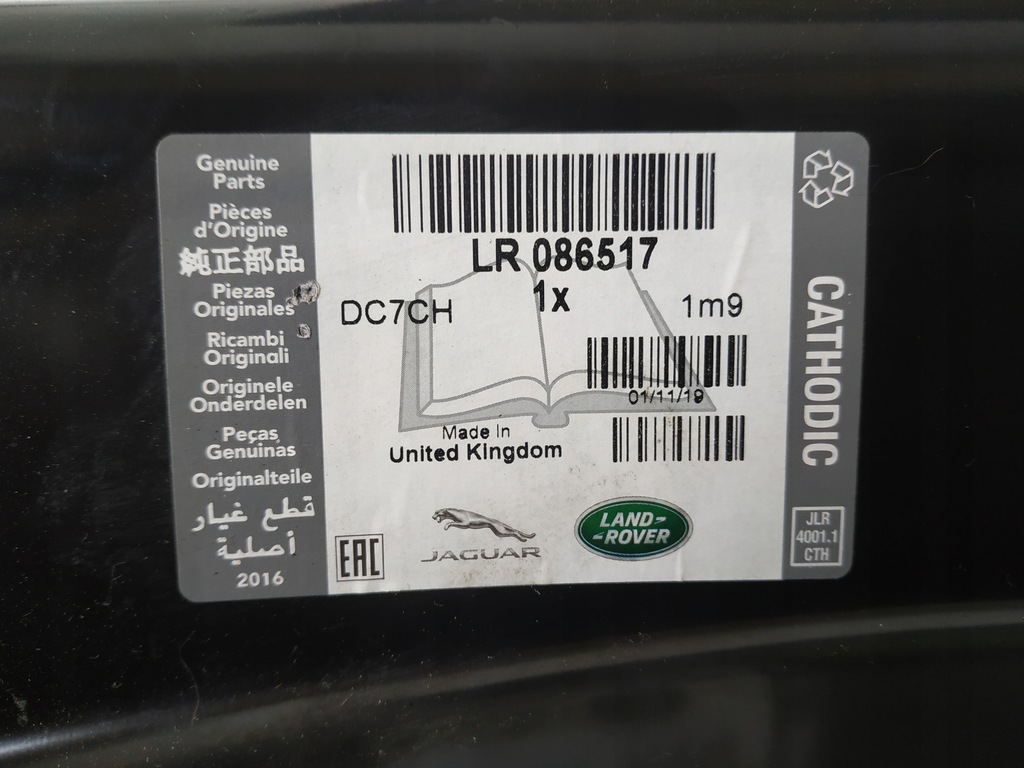 Genuine
Parts
Pièces
d'Origine
純正部品
Piezas
Originales
Ricambi
Originali
Originele
Onderdelen
Peças
Genuinas
Originalteile
قطع غيار
أصلية
2016
LR 086517
1x
DC7CH
1m9
01/11/19
Made In
United Kingdom
EAC
JAGUAR
LAND-
-ROVER
CATHODIC
JLR
4001.1
CTH